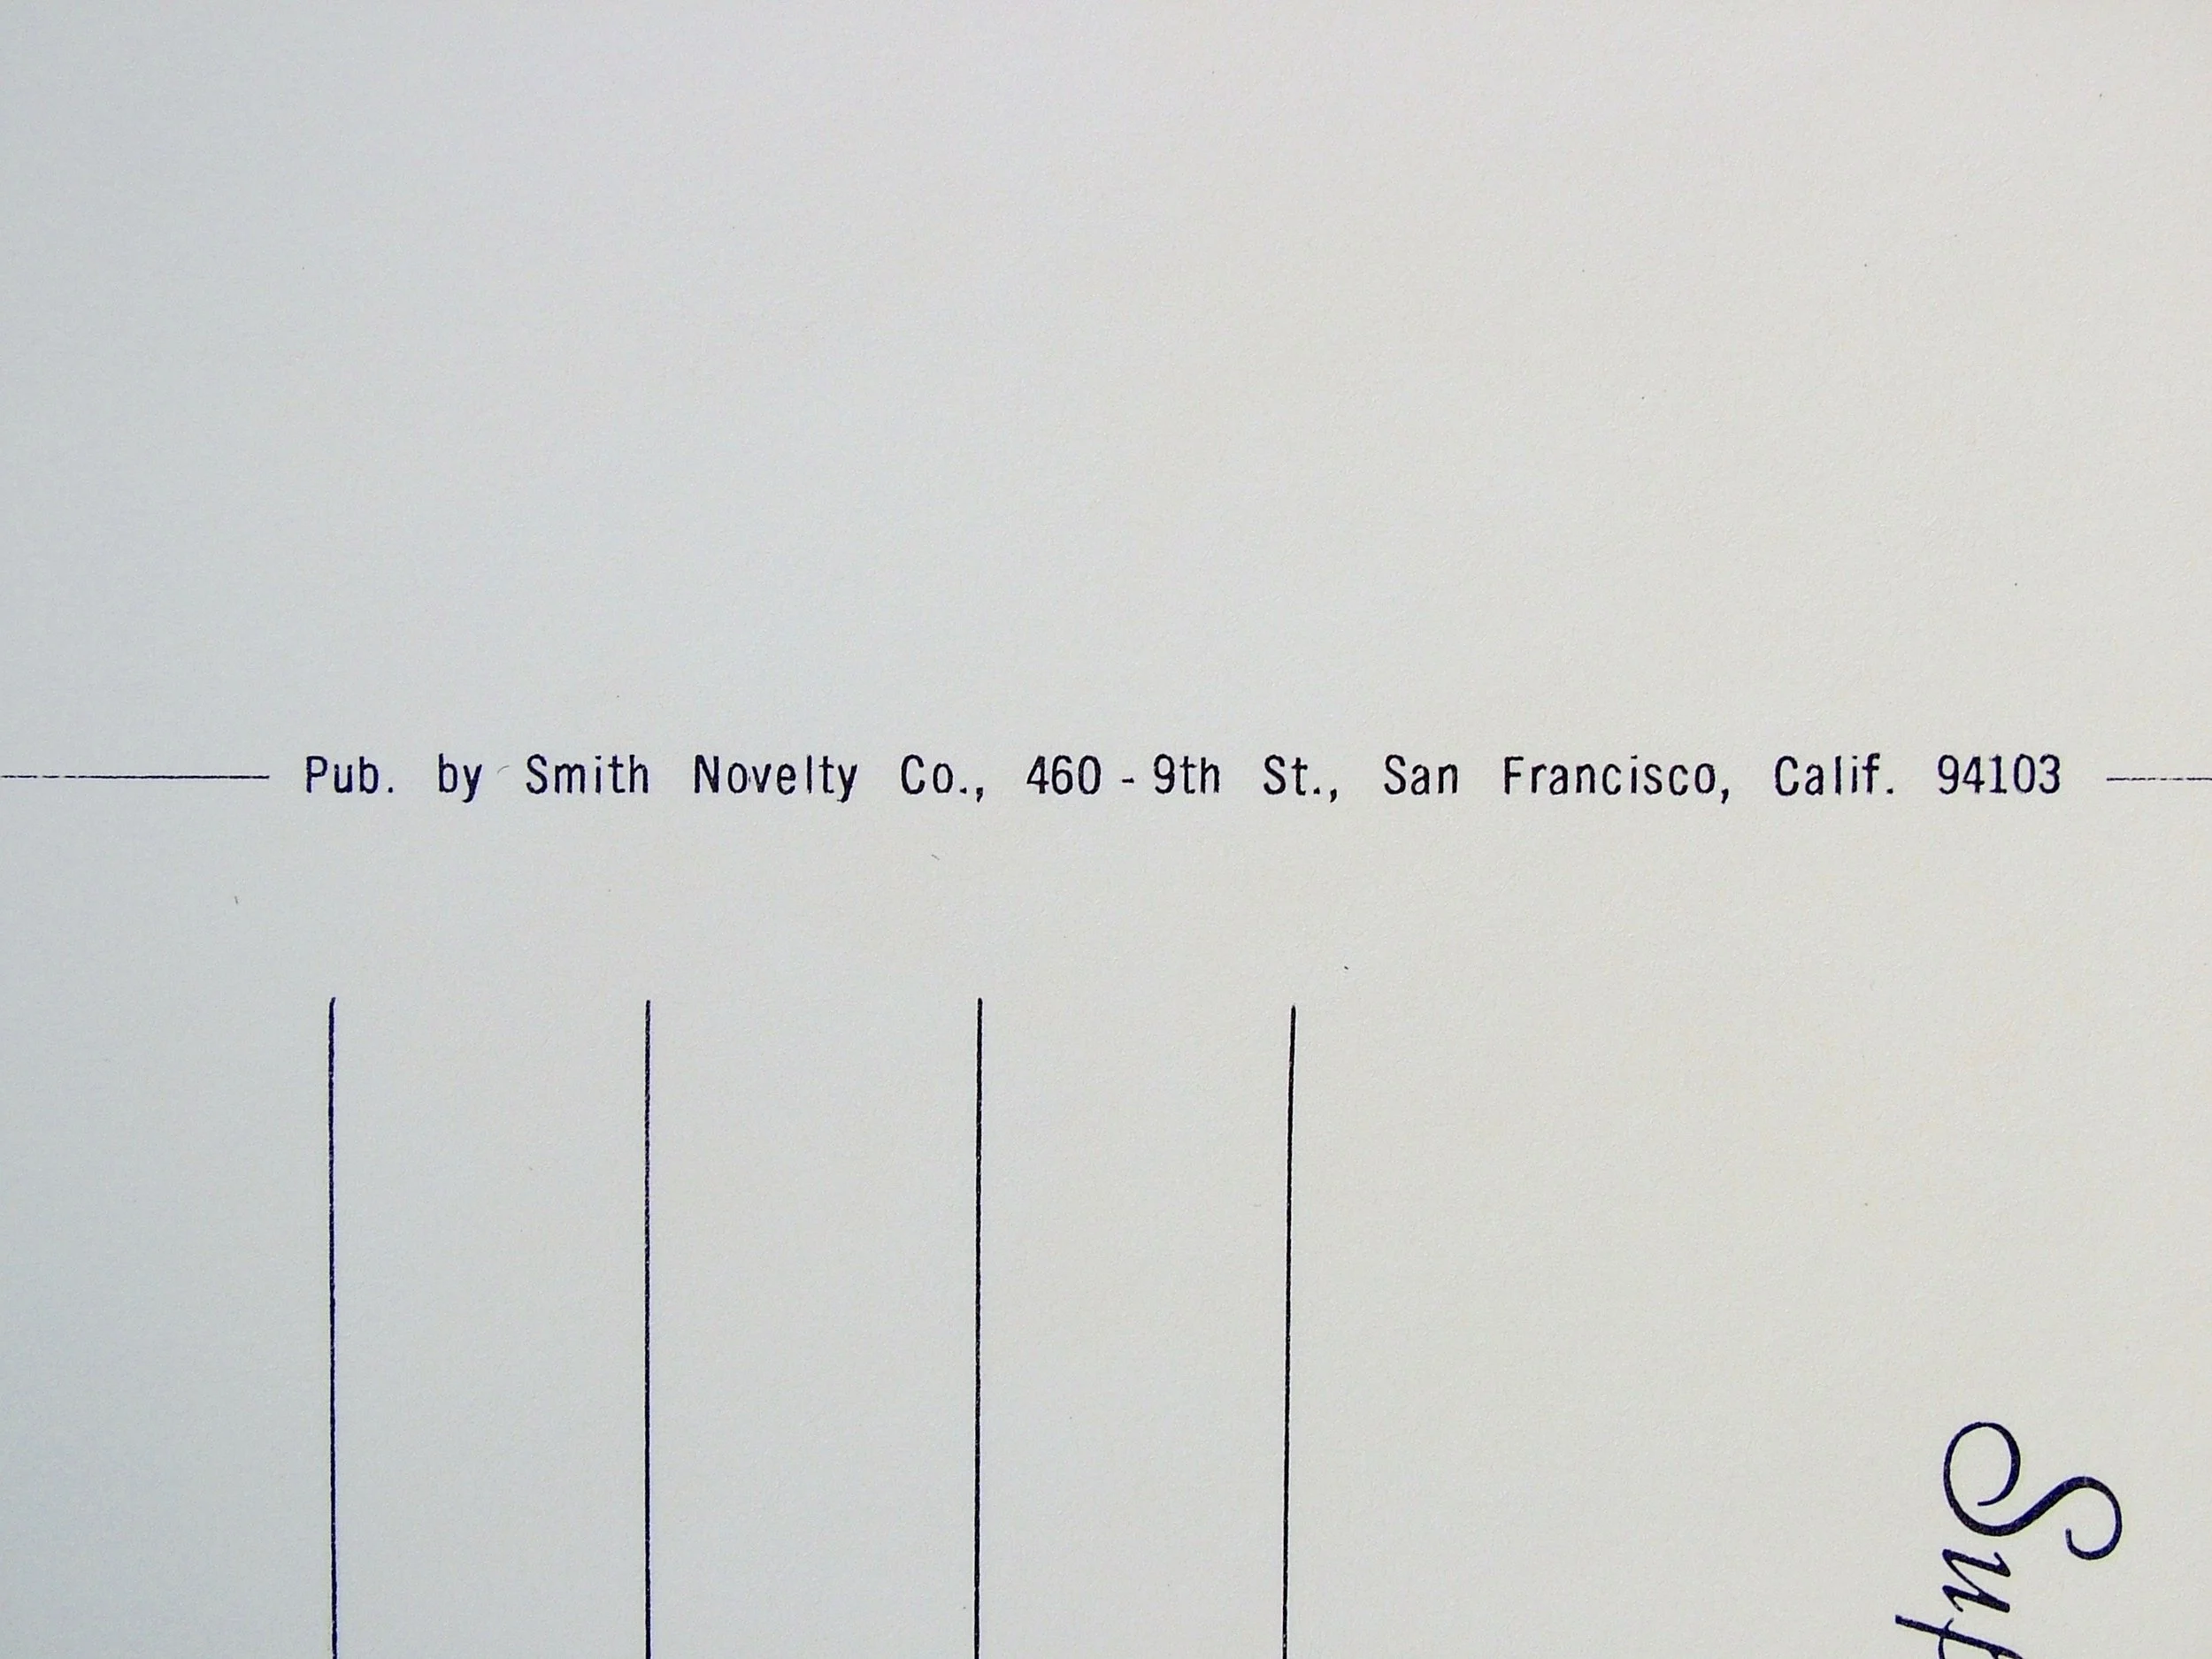 Pub. by Smith Novelty Co., 460 - 9th St., San Francisco, Calif. 94103